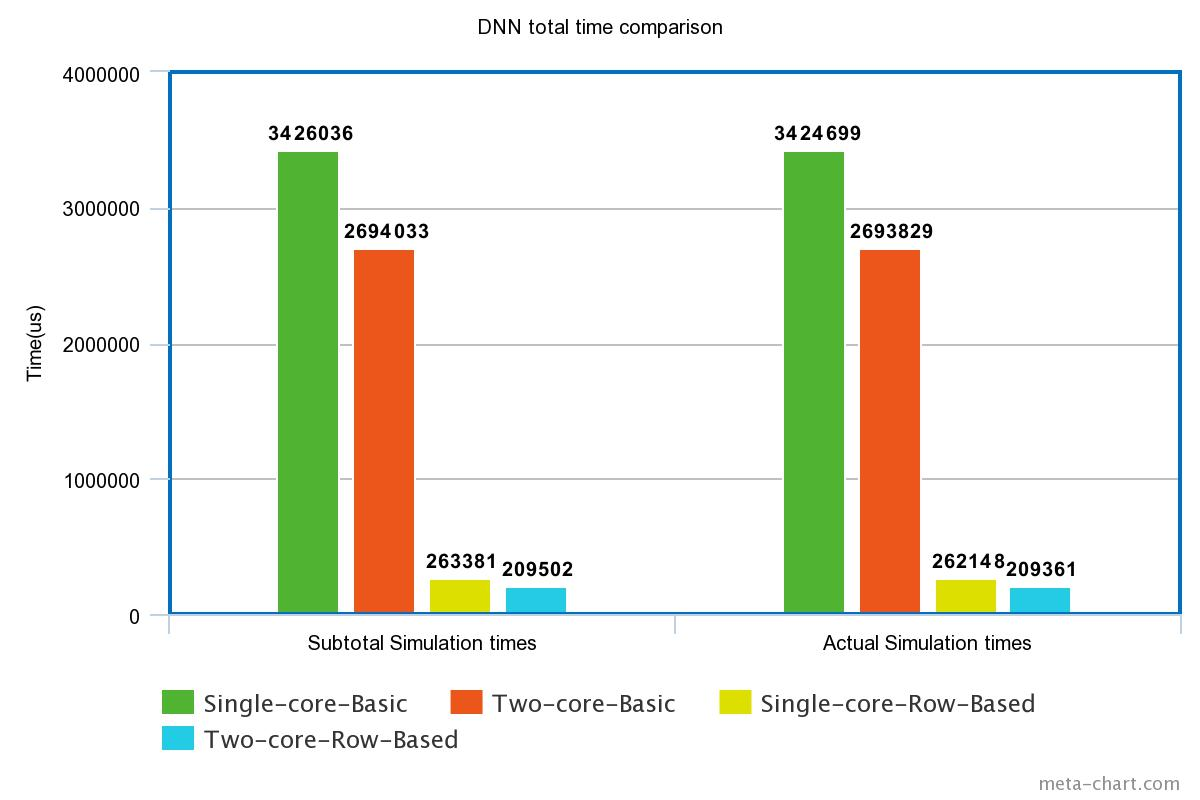 DNN total time comparison
4000000
3000000
2000000
1000000
0
Time(us)
3426036
2694033
263381
209502
3424699
2693829
262148
209361
Subtotal Simulation times
Actual Simulation times
Single-core-Basic
Two-core-Basic
Single-core-Row-Based
Two-core-Row-Based
meta-chart.com